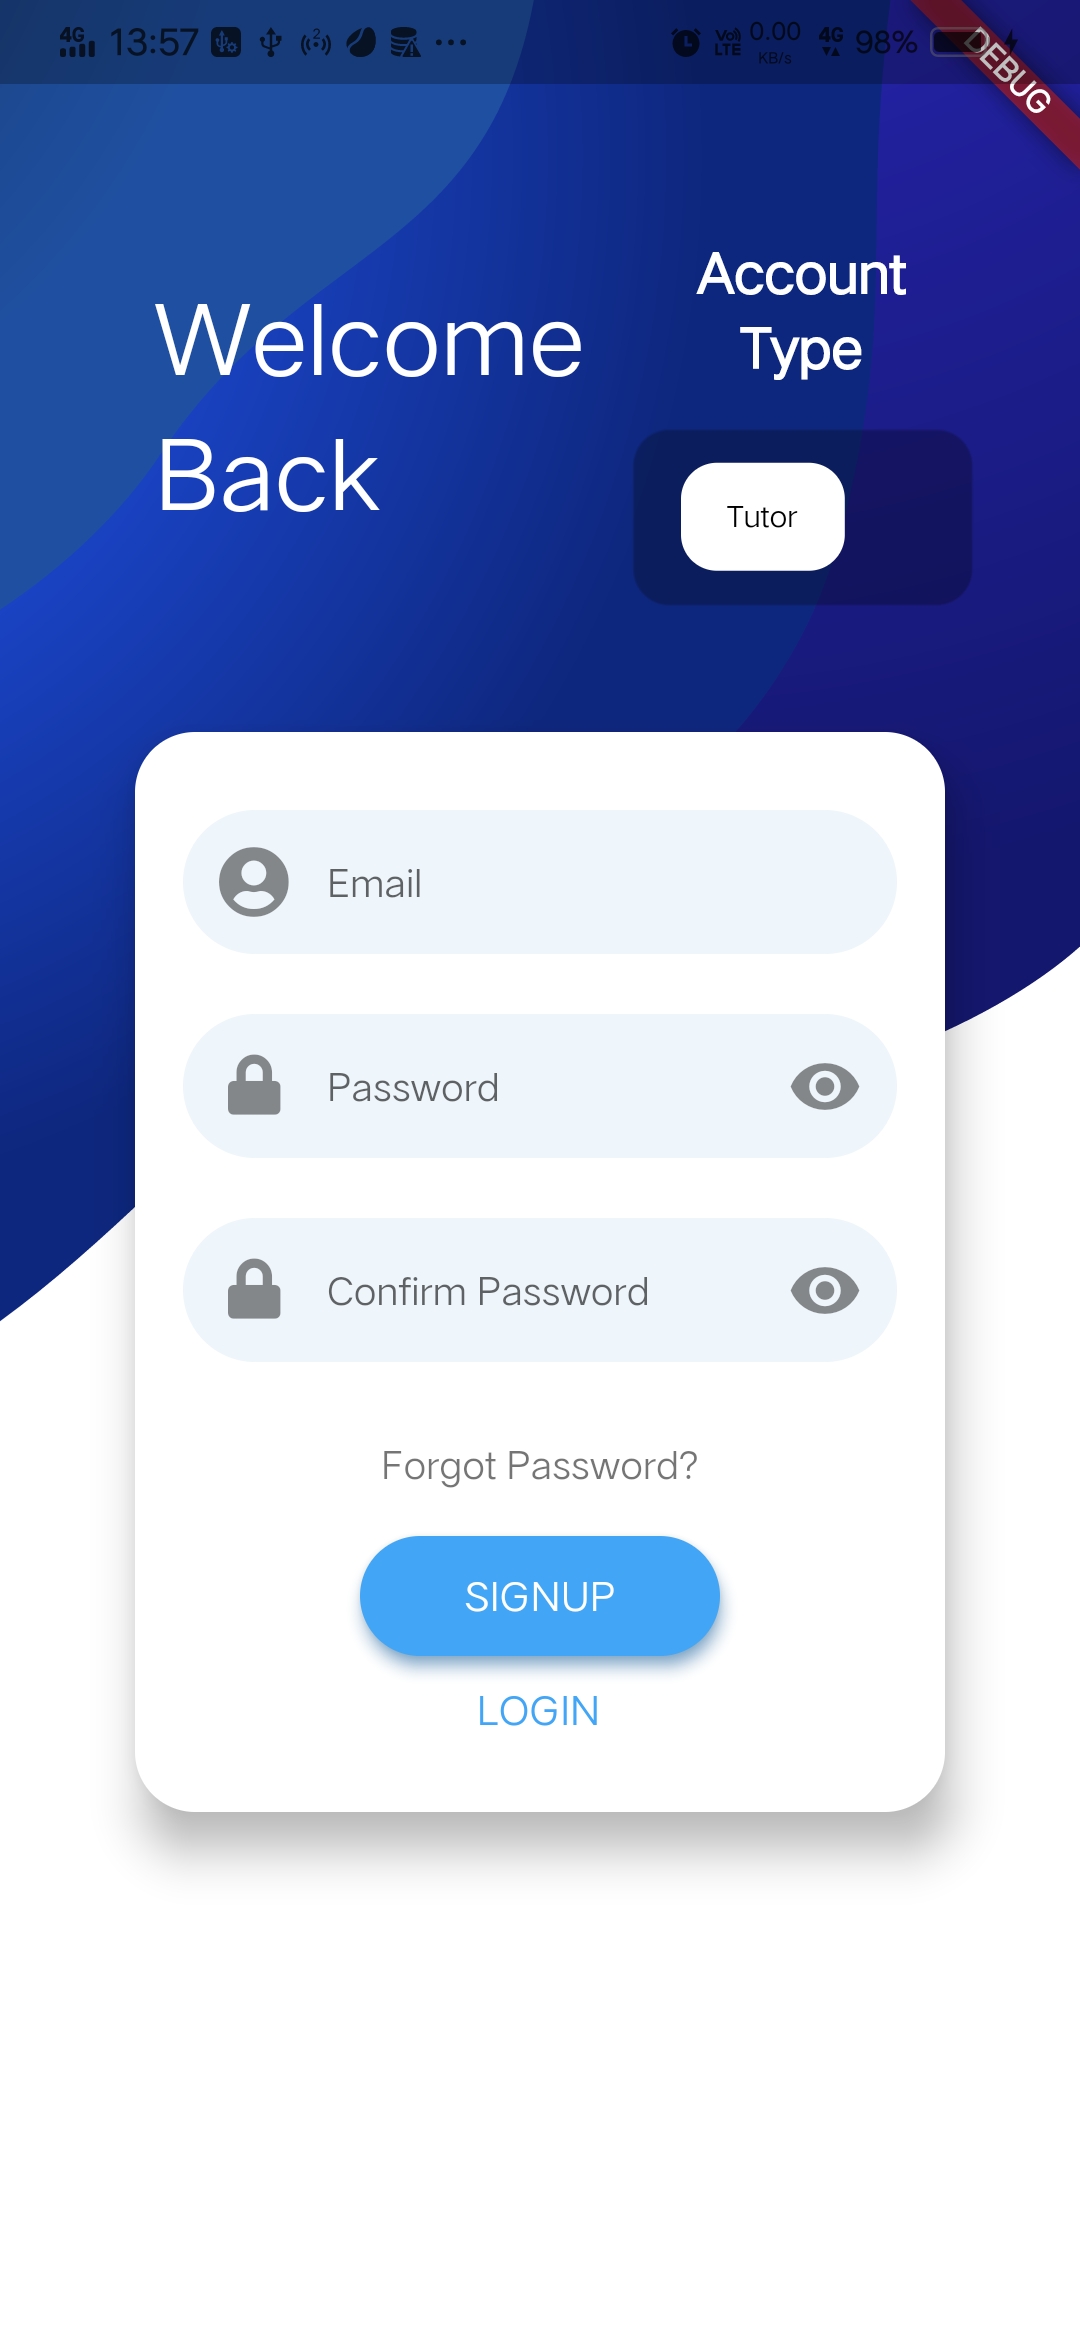 4G 13:57 2 Vo) LTE 0.00 KB/s 4G 98%
DEBUG
Welcome
Back
Account
Type
Tutor
Email
Password
Confirm Password
Forgot Password?
SIGNUP
LOGIN